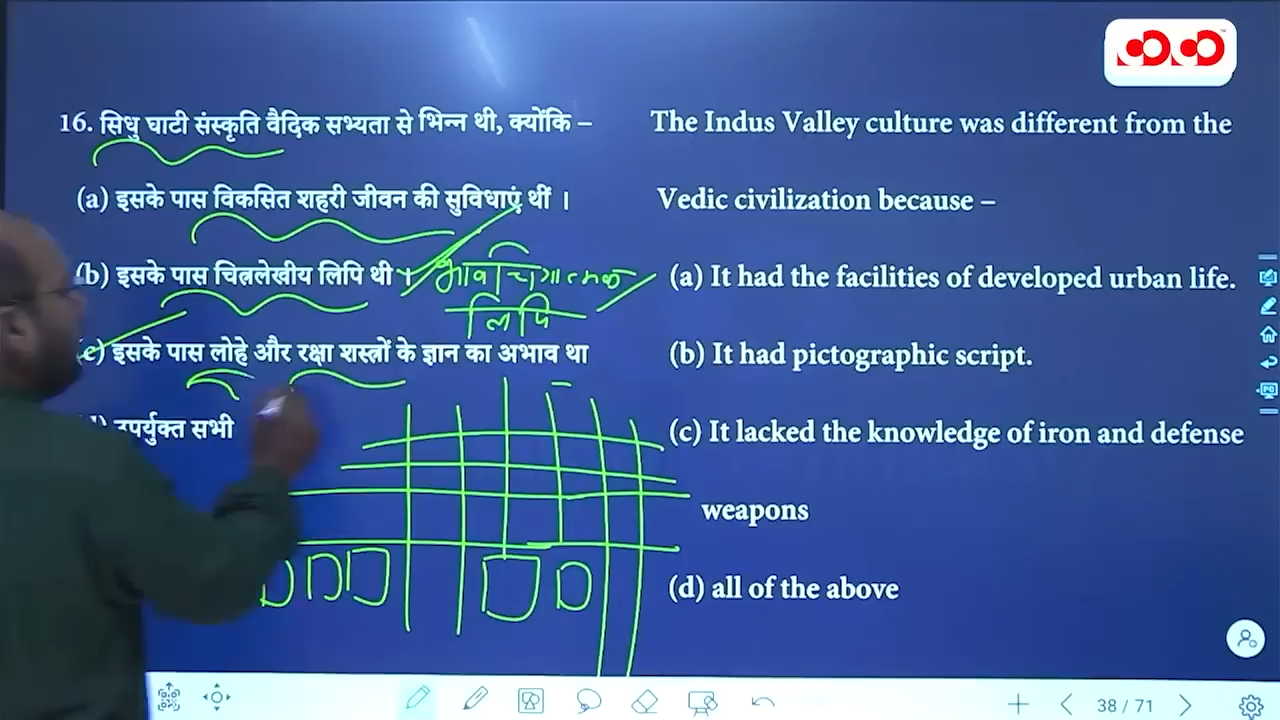 16. सिंधु घाटी संस्कृति वैदिक सभ्यता से भिन्न थी, क्योंकि –
(a) इसके पास विकसित शहरी जीवन की सुविधाएं थीं ।
(b) इसके पास चित्रलेखीय लिपि थी ।
भावचित्रात्मक
लिपि
(c) इसके पास लोहे और रक्षा शस्त्रों के ज्ञान का अभाव था
उपर्युक्त सभी
The Indus Valley culture was different from the
Vedic civilization because –
(a) It had the facilities of developed urban life.
(b) It had pictographic script.
(c) It lacked the knowledge of iron and defense
weapons
(d) all of the above
38 / 71